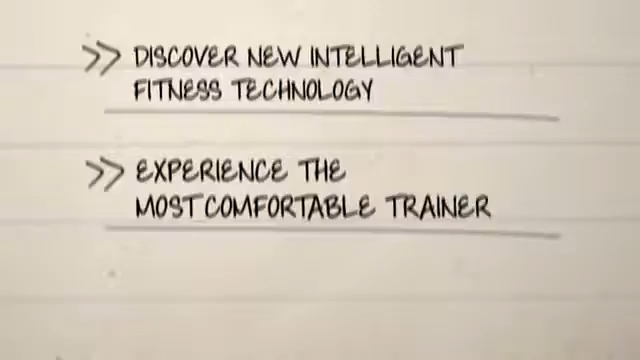 >> DISCOVER NEW INTELLIGENT
FITNESS TECHNOLOGY
>> EXPERIENCE THE
MOST COMFORTABLE TRAINER